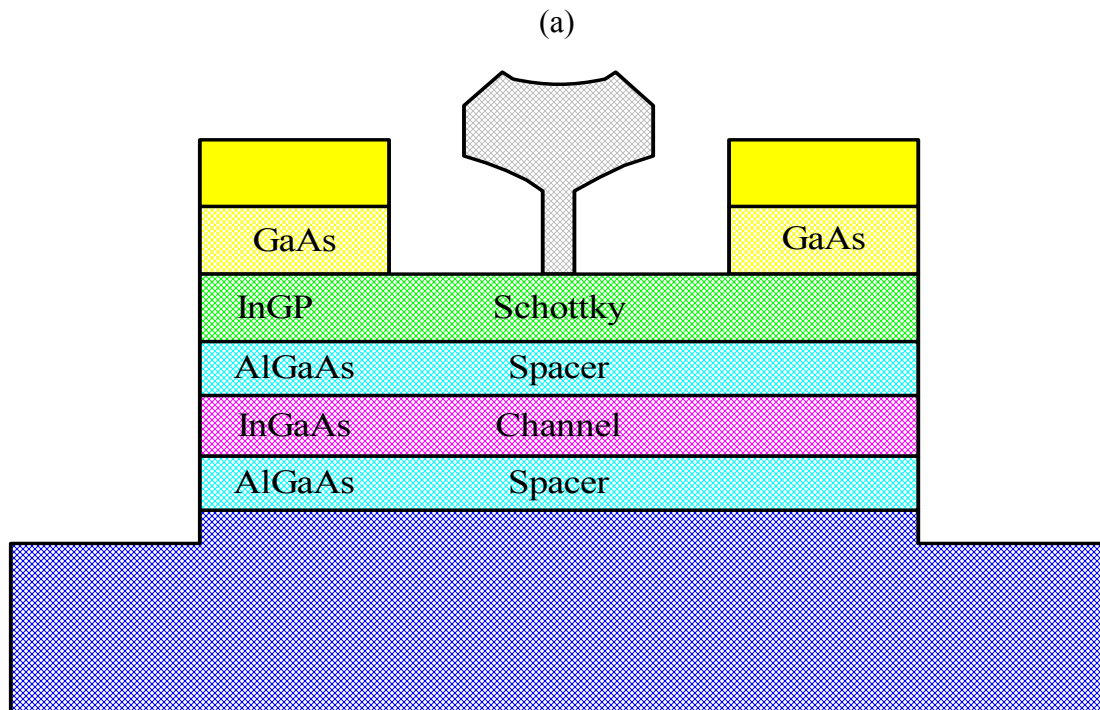 (a)
GaAs GaAs
InGP Schottky
AlGaAs Spacer
InGaAs Channel
AlGaAs Spacer